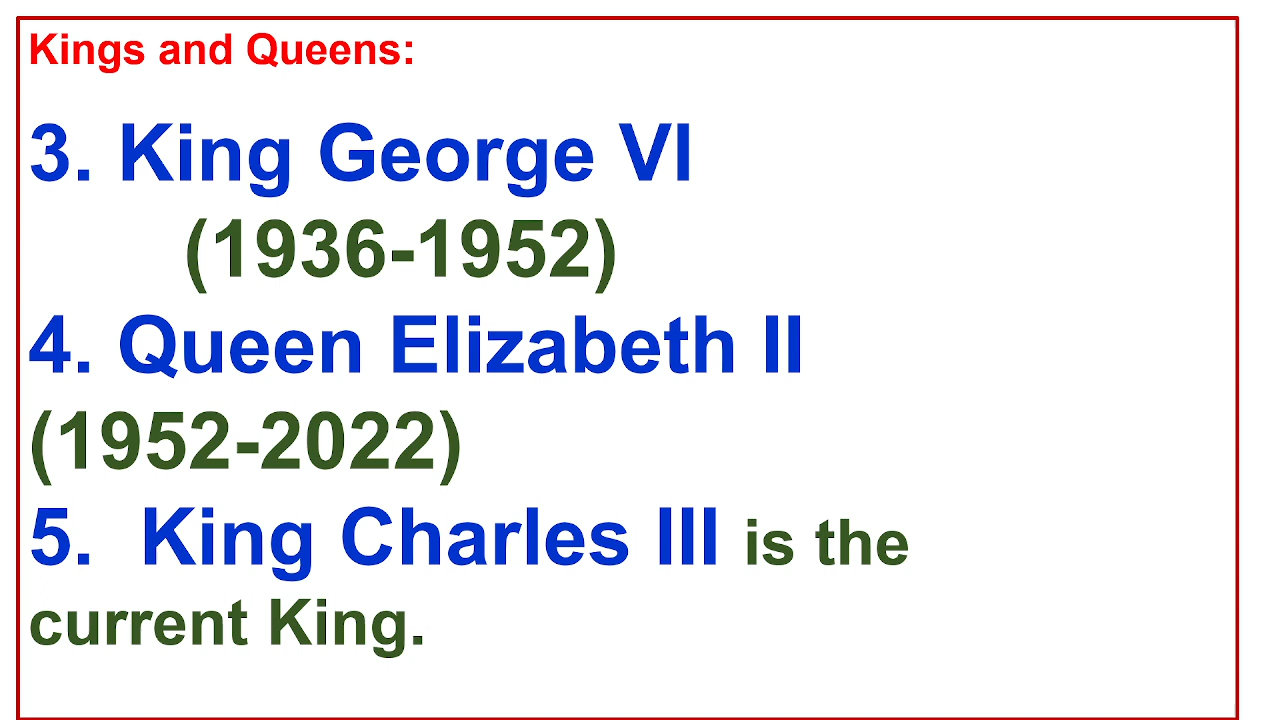 Kings and Queens:
3. King George VI
(1936-1952)
4. Queen Elizabeth II
(1952-2022)
5. King Charles III is the
current King.